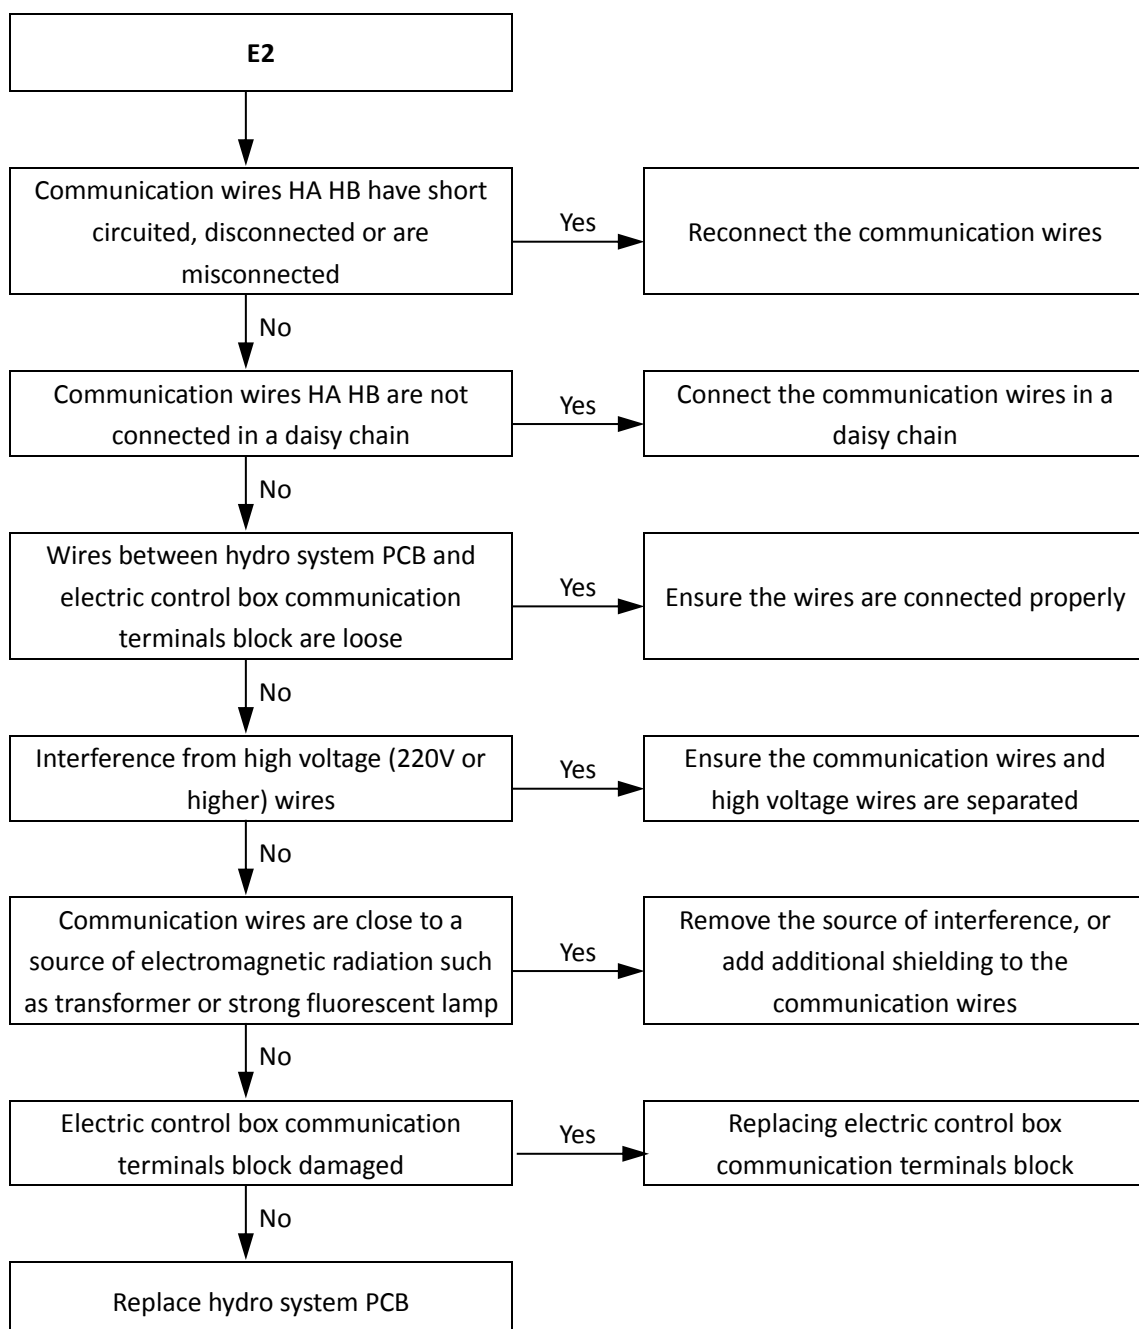 E2
Communication wires HA HB have short
circuited, disconnected or are
misconnected
Yes
Reconnect the communication wires
No
Communication wires HA HB are not
connected in a daisy chain
Yes
Connect the communication wires in a
daisy chain
No
Wires between hydro system PCB and
electric control box communication
terminals block are loose
Yes
Ensure the wires are connected properly
No
Interference from high voltage (220V or
higher) wires
Yes
Ensure the communication wires and
high voltage wires are separated
No
Communication wires are close to a
source of electromagnetic radiation such
as transformer or strong fluorescent lamp
Yes
Remove the source of interference, or
add additional shielding to the
communication wires
No
Electric control box communication
terminals block damaged
Yes
Replacing electric control box
communication terminals block
No
Replace hydro system PCB